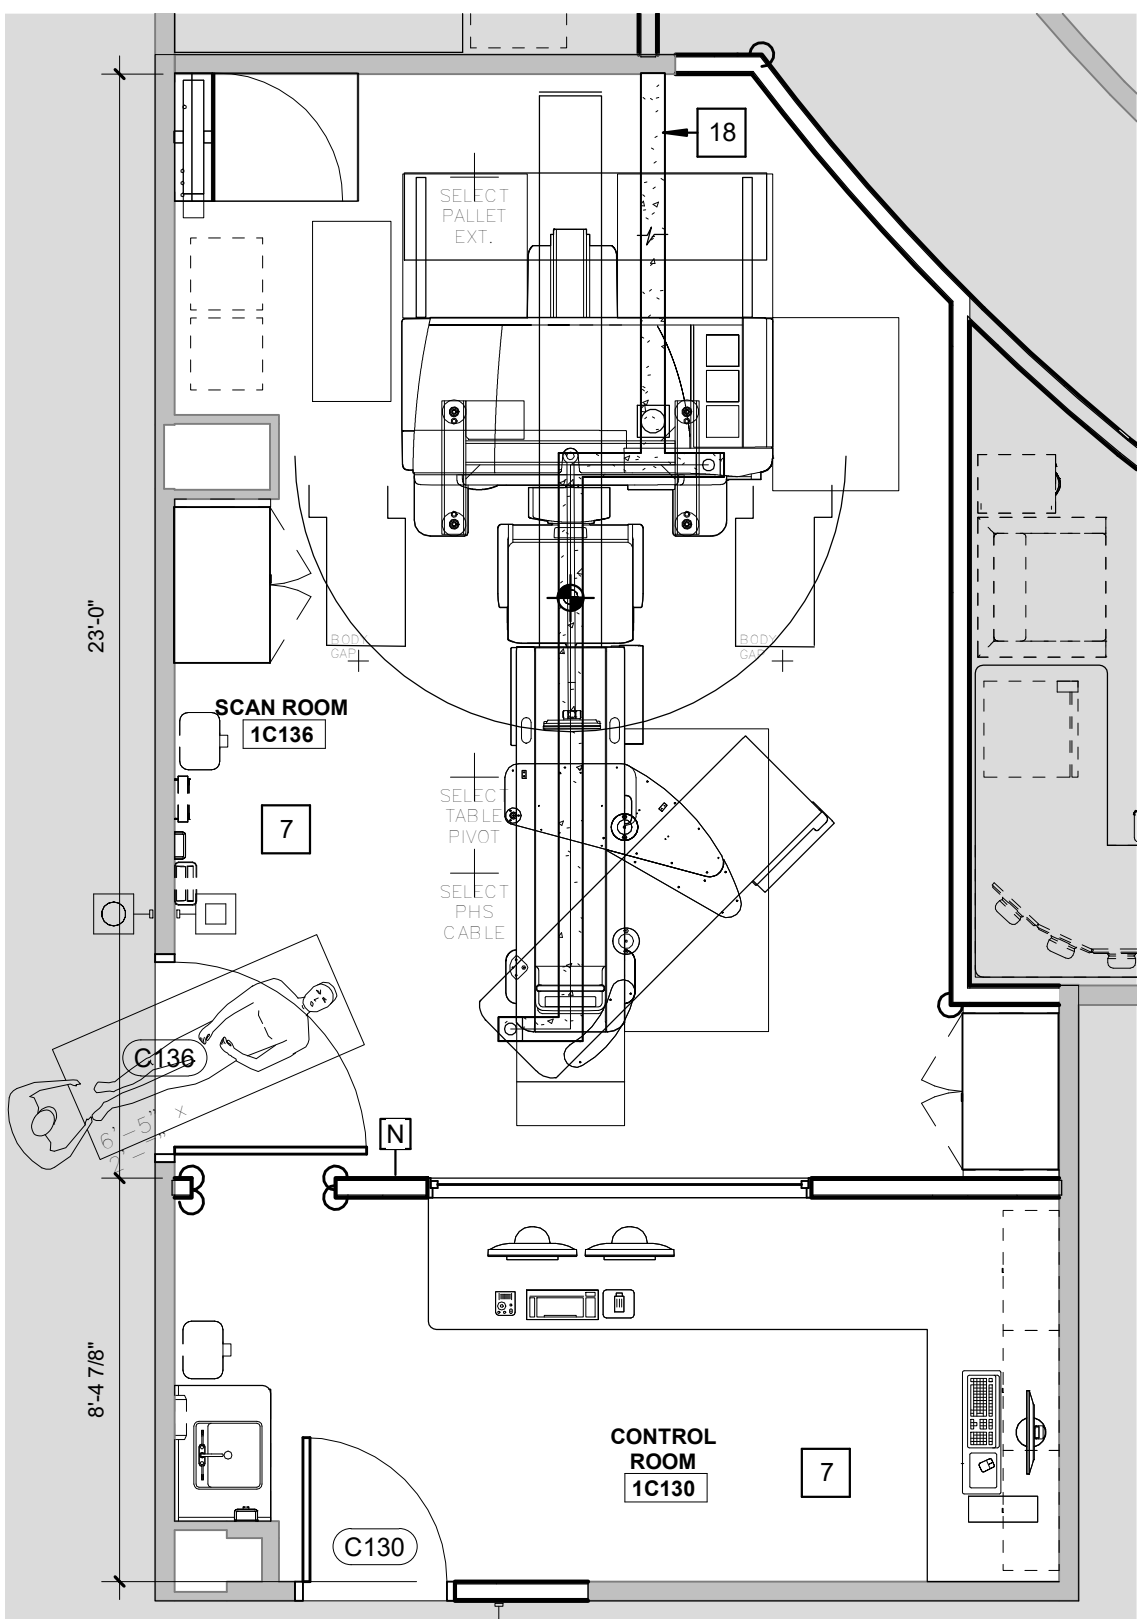 18
SELECT
PALLET
EXT.
23'-0"
BODY
GAP
BODY
GAP
SCAN ROOM
1C136
SELECT
TABLE
PIVOT
7
SELECT
PHS
CABLE
C136
6'-5" x
N
8'-4 7/8"
CONTROL
ROOM
1C130
7
C130